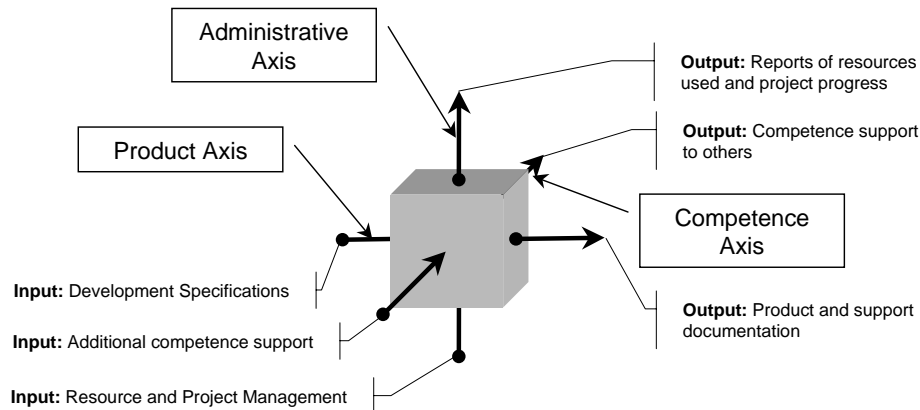 Administrative
Axis
Output: Reports of resources
used and project progress
Product Axis
Output: Competence support
to others
Competence
Axis
Input: Development Specifications
Output: Product and support
documentation
Input: Additional competence support
Input: Resource and Project Management